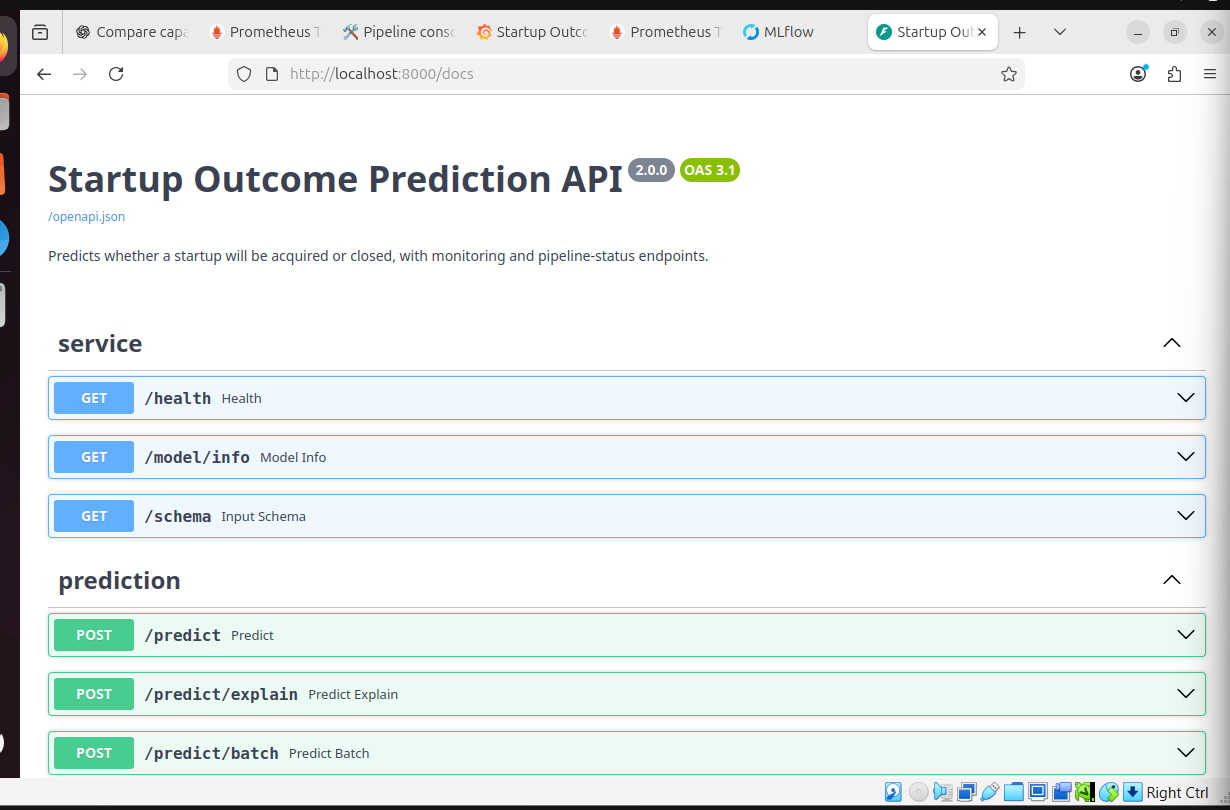 Compare capa
Prometheus T
Pipeline conso
Startup Outco
Prometheus T
MLflow
Startup Out
http://localhost:8000/docs
Startup Outcome Prediction API 2.0.0 OAS 3.1
/openapi.json
Predicts whether a startup will be acquired or closed, with monitoring and pipeline-status endpoints.
service
GET /health Health
GET /model/info Model Info
GET /schema Input Schema
prediction
POST /predict Predict
POST /predict/explain Predict Explain
POST /predict/batch Predict Batch
Right Ctrl